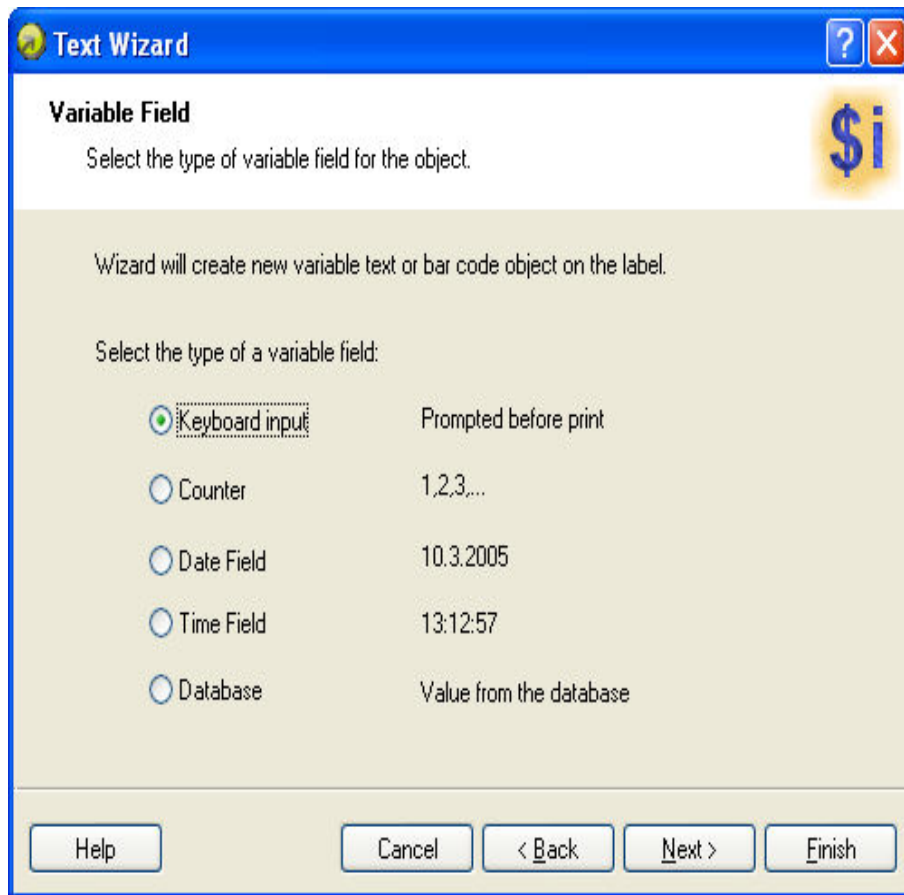 Text Wizard
?
Variable Field
Select the type of variable field for the object.
$i
Wizard will create new variable text or bar code object on the label.
Select the type of a variable field:
Keyboard input Prompted before print
Counter 1,2,3,...
Date Field 10.3.2005
Time Field 13:12:57
Database Value from the database
Help Cancel < Back Next > Finish